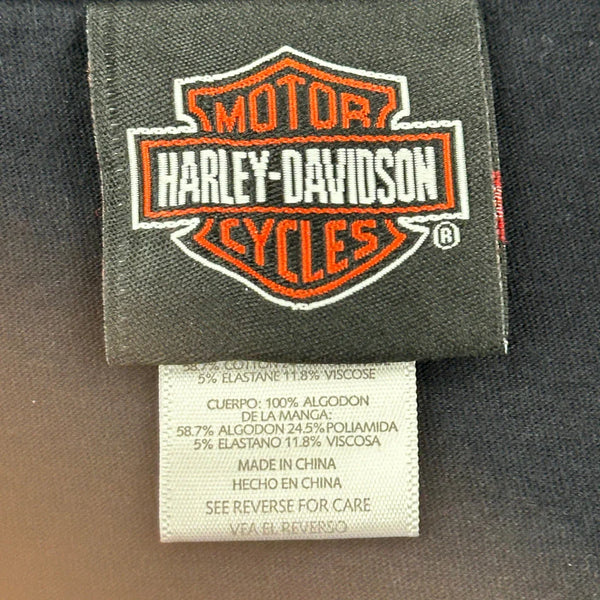 MOTOR
HARLEY-DAVIDSON
CYCLES
®
5% ELASTANE 11.8% VISCOSE
CUERPO: 100% ALGODON
DE LA MANGA:
58.7% ALGODON 24.5% POLIAMIDA
5% ELASTANO 11.8% VISCOSA
MADE IN CHINA
HECHO EN CHINA
SEE REVERSE FOR CARE
VEA EL REVERSO